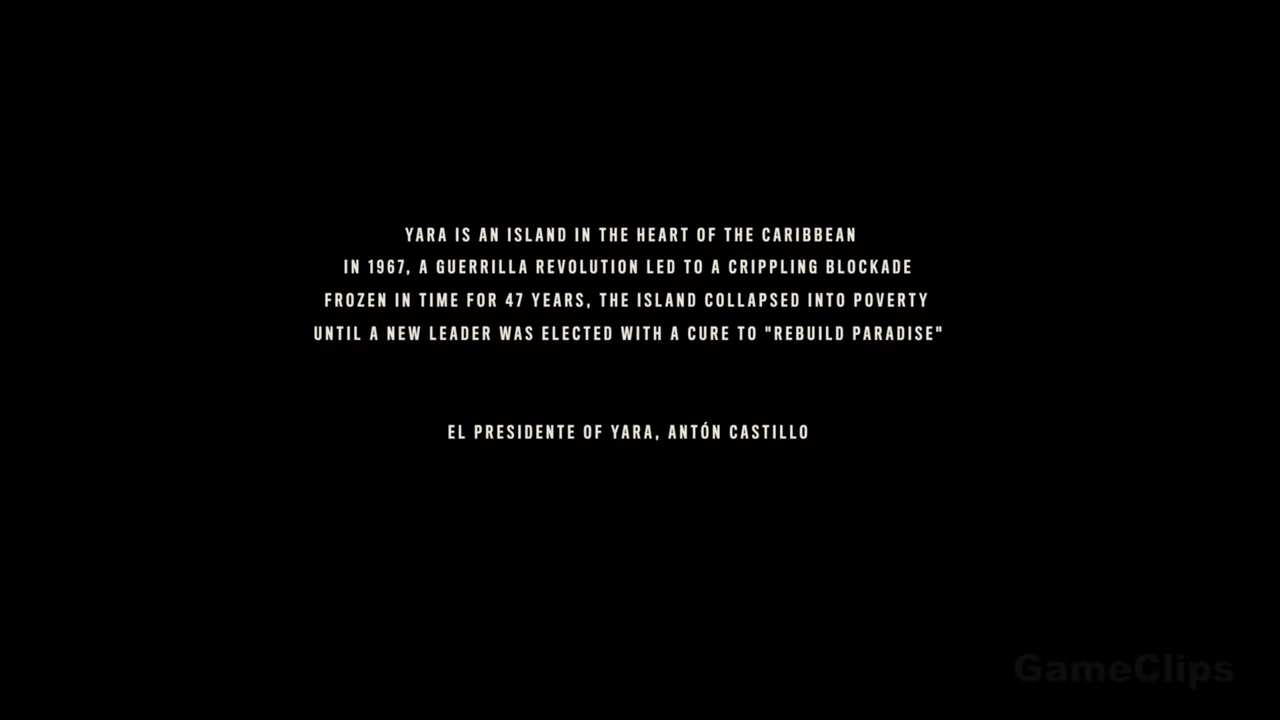 YARA IS AN ISLAND IN THE HEART OF THE CARIBBEAN
IN 1967, A GUERRILLA REVOLUTION LED TO A CRIPPLING BLOCKADE
FROZEN IN TIME FOR 47 YEARS, THE ISLAND COLLAPSED INTO POVERTY
UNTIL A NEW LEADER WAS ELECTED WITH A CURE TO "REBUILD PARADISE"
EL PRESIDENTE OF YARA, ANTÓN CASTILLO
GameClips